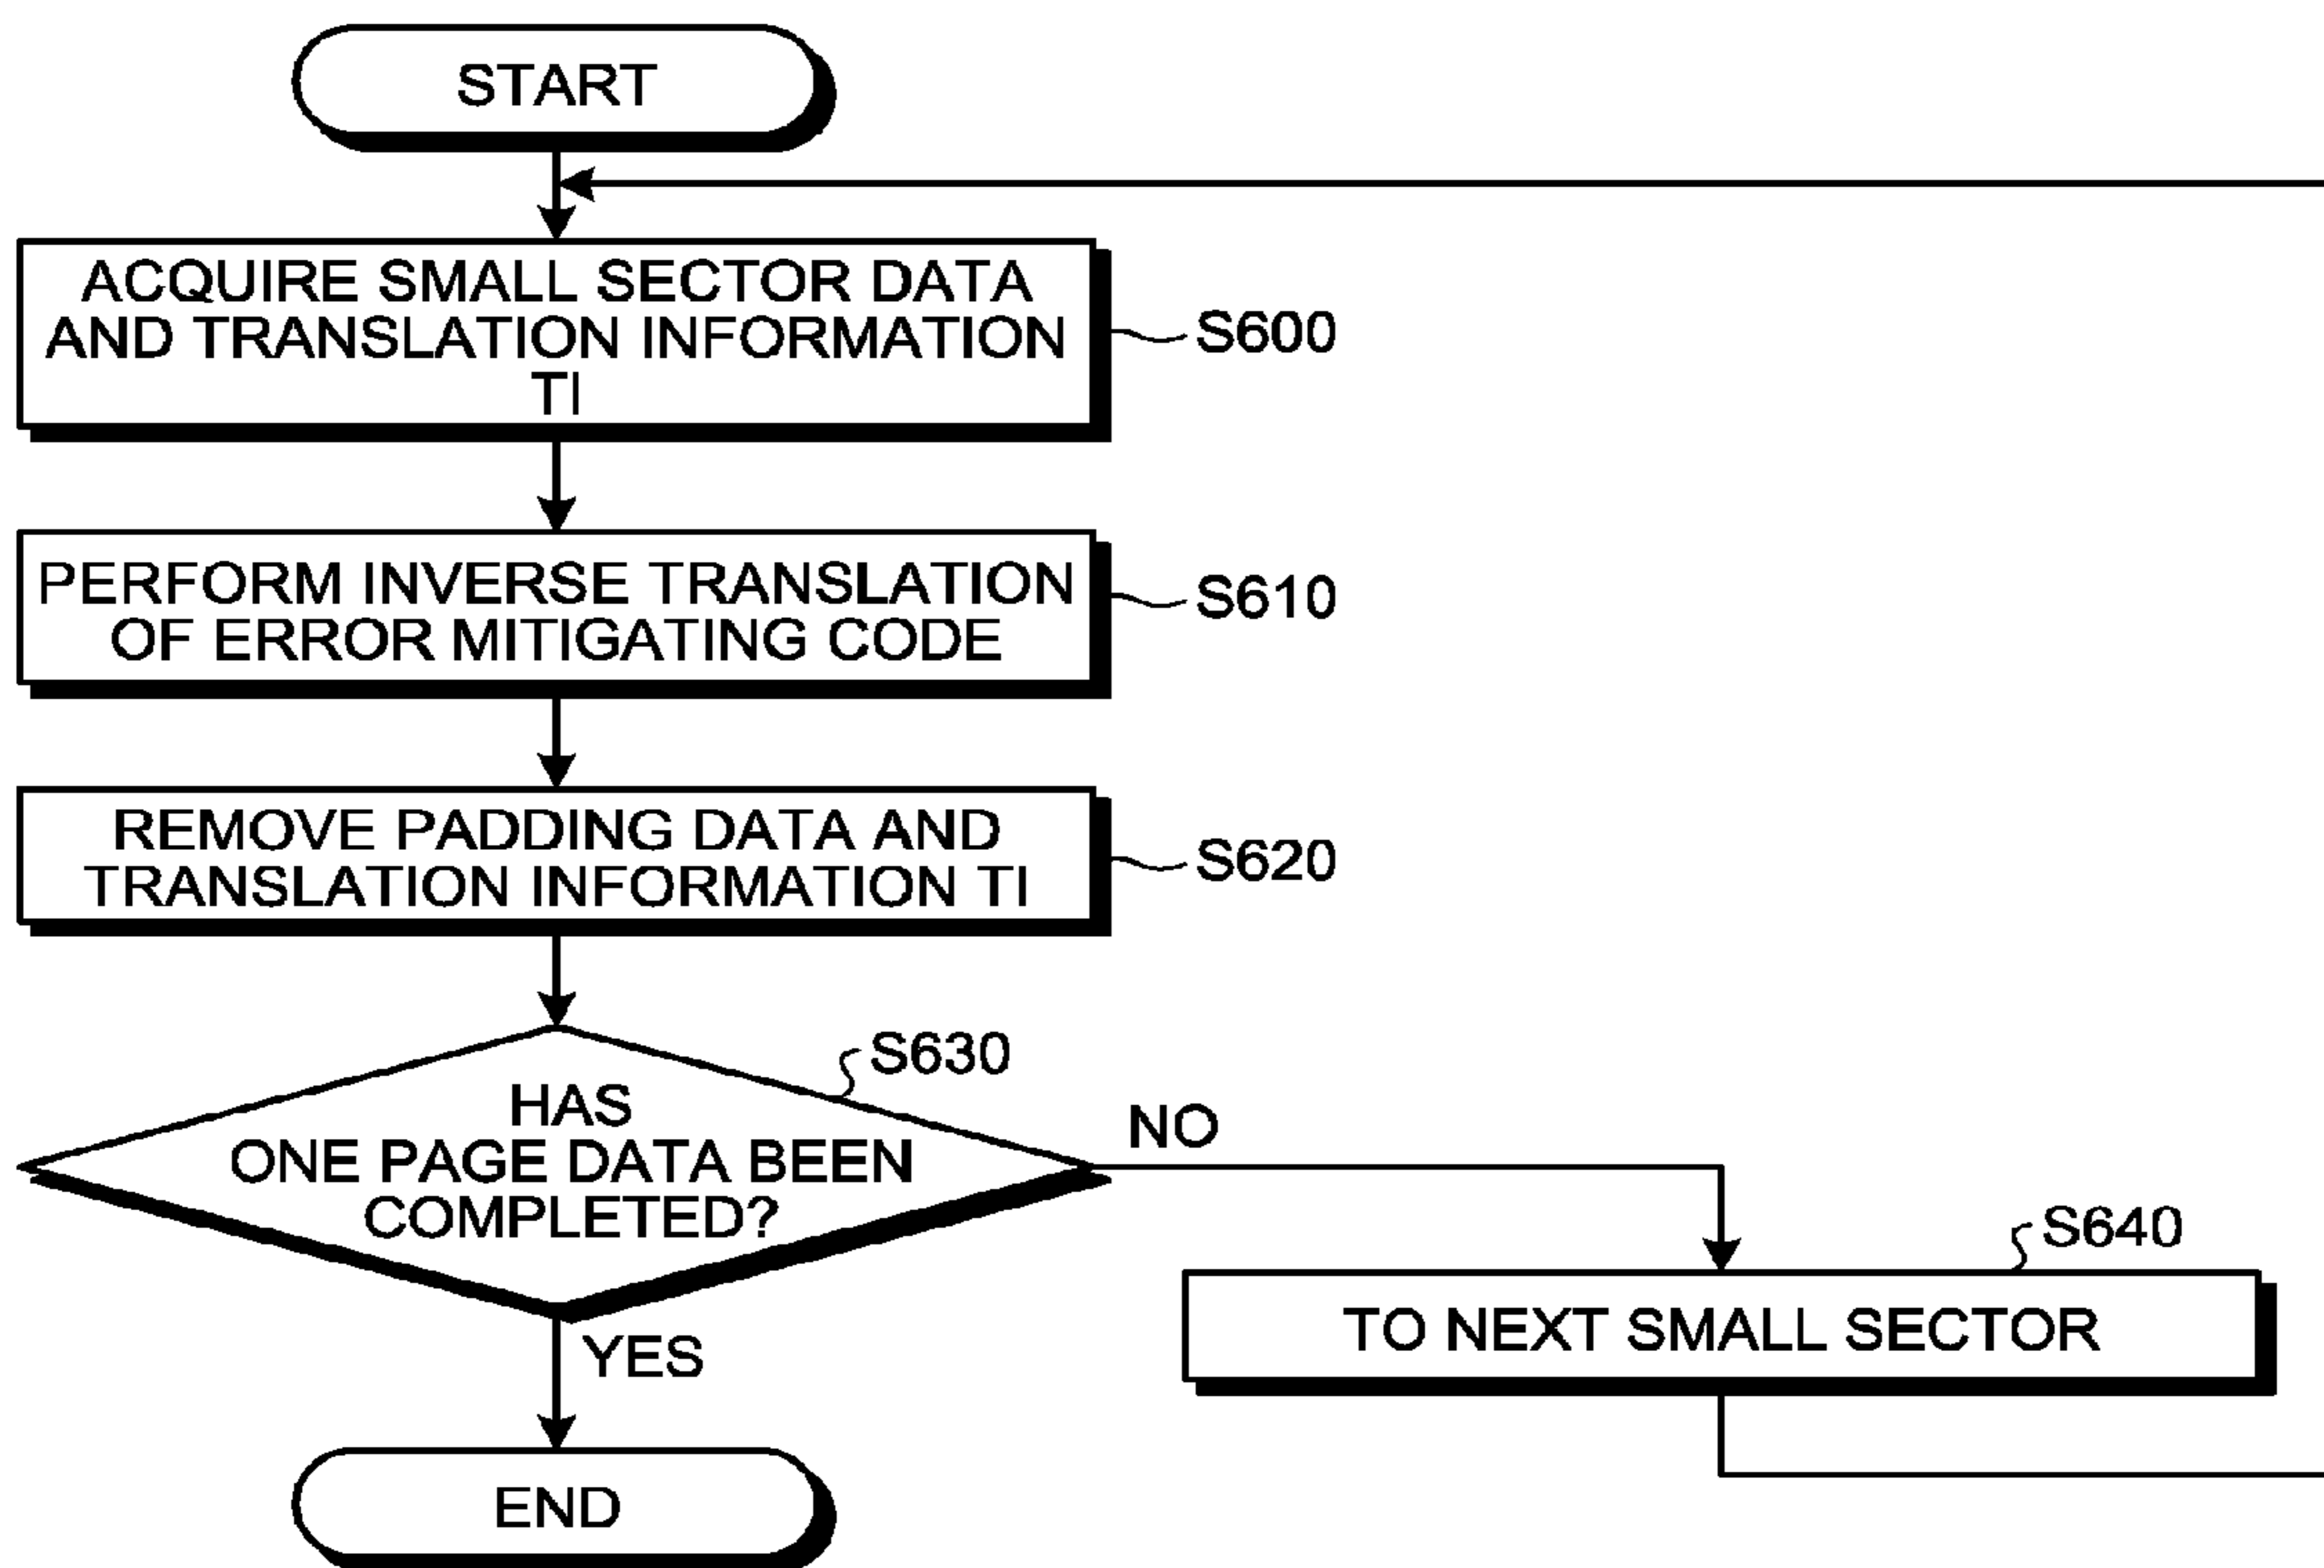 START
ACQUIRE SMALL SECTOR DATA
AND TRANSLATION INFORMATION
TI
S600
PERFORM INVERSE TRANSLATION
OF ERROR MITIGATING CODE
S610
REMOVE PADDING DATA AND
TRANSLATION INFORMATION TI
S620
S630
HAS
ONE PAGE DATA BEEN
COMPLETED?
NO
S640
TO NEXT SMALL SECTOR
YES
END